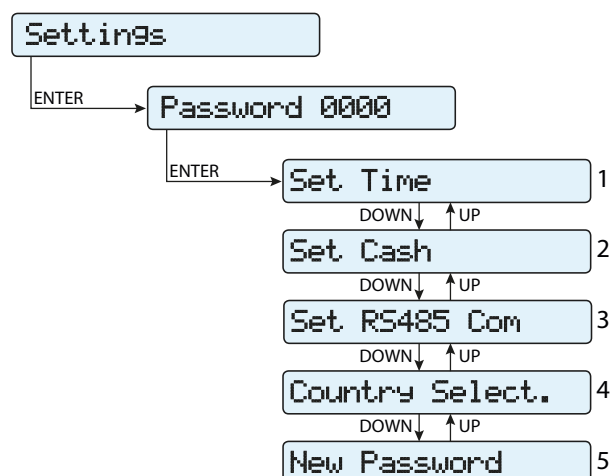 Settings
ENTER
Password 0000
ENTER
Set Time 1
DOWN UP
Set Cash 2
DOWN UP
Set RS485 Com 3
DOWN UP
Country Select. 4
DOWN UP
New Password 5